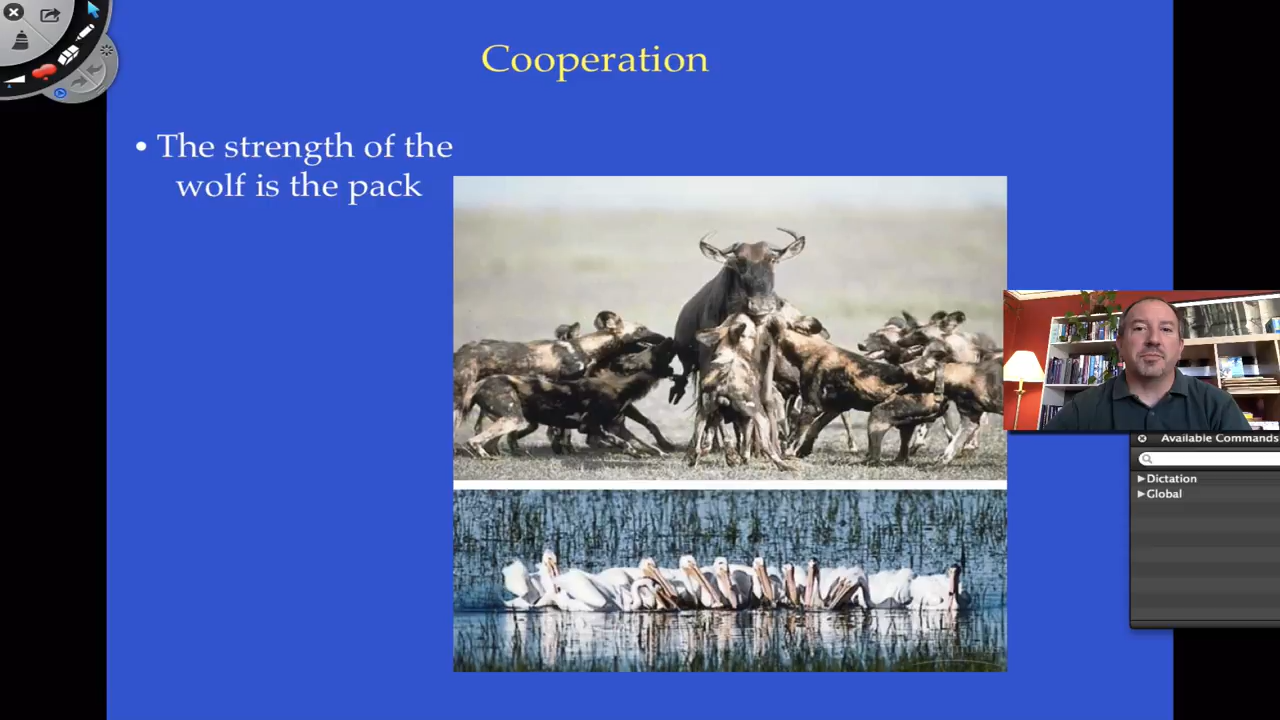 Cooperation
• The strength of the
wolf is the pack
Available Commands
Dictation
Global